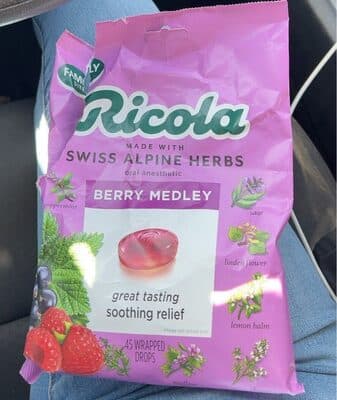 FAMILY
Ricola
MADE WITH
SWISS ALPINE HERBS
oral anesthetic
BERRY MEDLEY
peppermint
sage
linden flower
lemon balm
great tasting
soothing relief
45 WRAPPED
DROPS